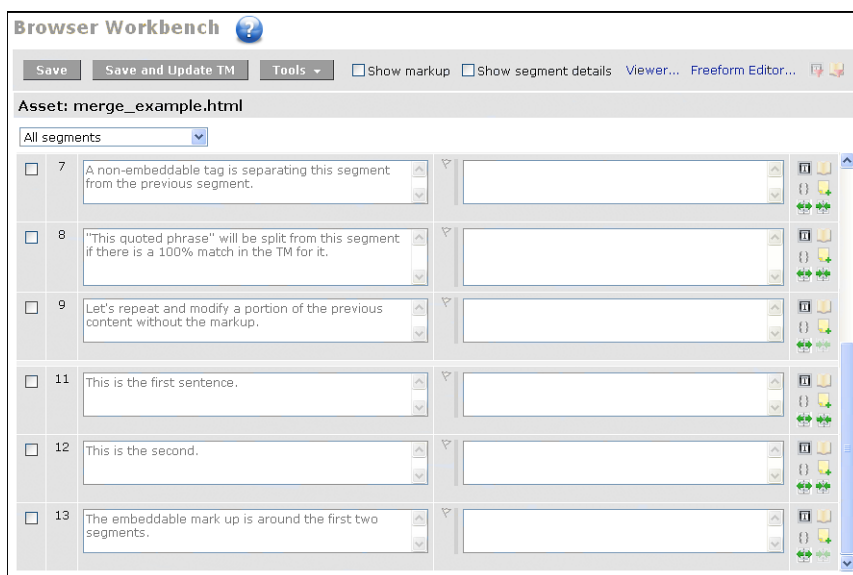 Browser Workbench ?
Save Save and Update TM Tools Show markup Show segment details Viewer... Freeform Editor...
Asset: merge_example.html
All segments
7 A non-embeddable tag is separating this segment
from the previous segment.
8 "This quoted phrase" will be split from this segment
if there is a 100% match in the TM for it.
9 Let's repeat and modify a portion of the previous
content without the markup.
11 This is the first sentence.
12 This is the second.
13 The embeddable mark up is around the first two
segments.